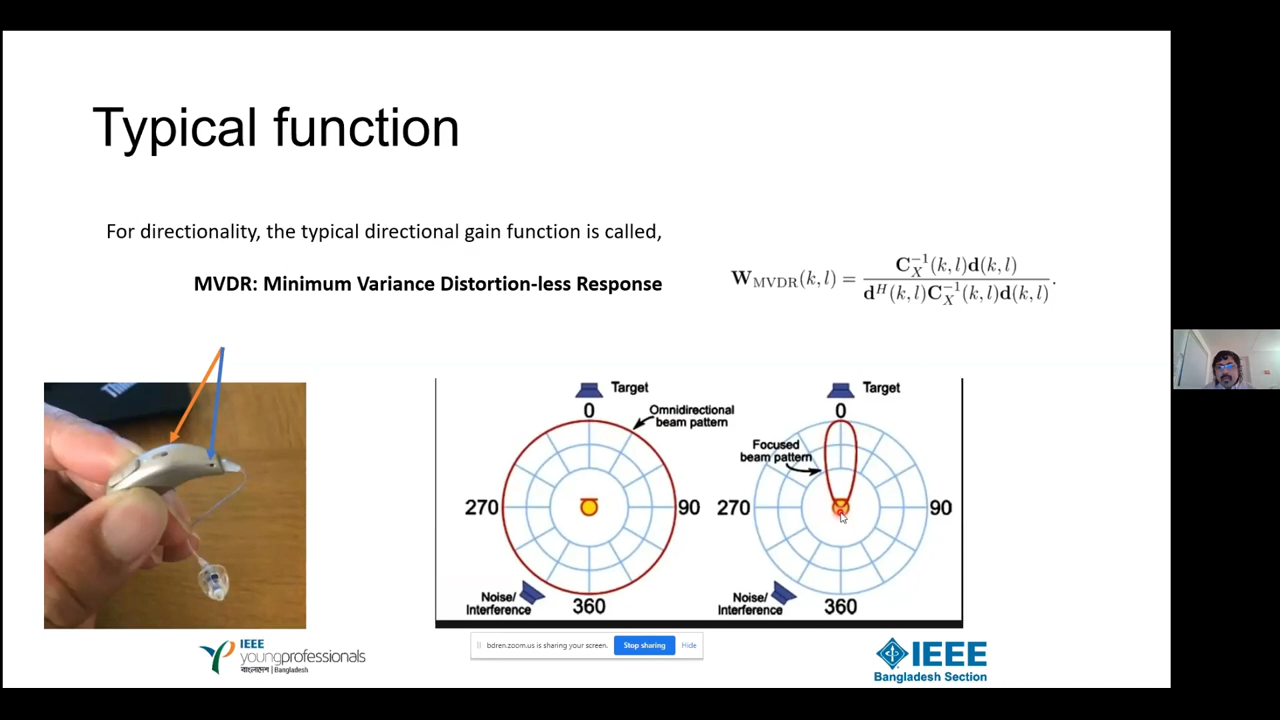 Typical function
For directionality, the typical directional gain function is called,
MVDR: Minimum Variance Distortion-less Response
W_MVDR(k, l) = C_X^{-1}(k, l)d(k, l) / d^H(k, l)C_X^{-1}(k, l)d(k, l) .
Target
0
Omnidirectional
beam pattern
270
90
Noise/
Interference
360
Target
0
Focused
beam pattern
270
90
Noise/
Interference
360
bdren.zoom.us is sharing your screen.
Stop sharing
Hide
IEEE
youngprofessionals
বাংলাদেশ | Bangladesh
IEEE
Bangladesh Section